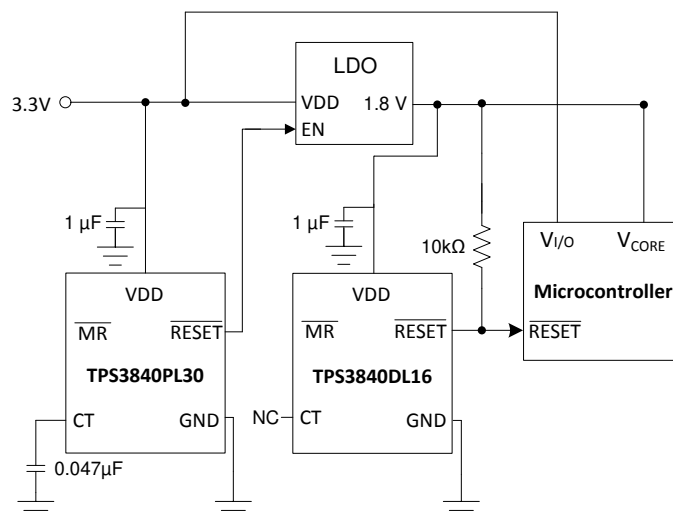 LDO
3.3V
VDD
1.8 V
EN
1 µF
1 µF
10kΩ
VI/O
VCORE
Microcontroller
RESET
VDD
MR
RESET
TPS3840PL30
CT
GND
0.047µF
VDD
MR
RESET
TPS3840DL16
NC
CT
GND